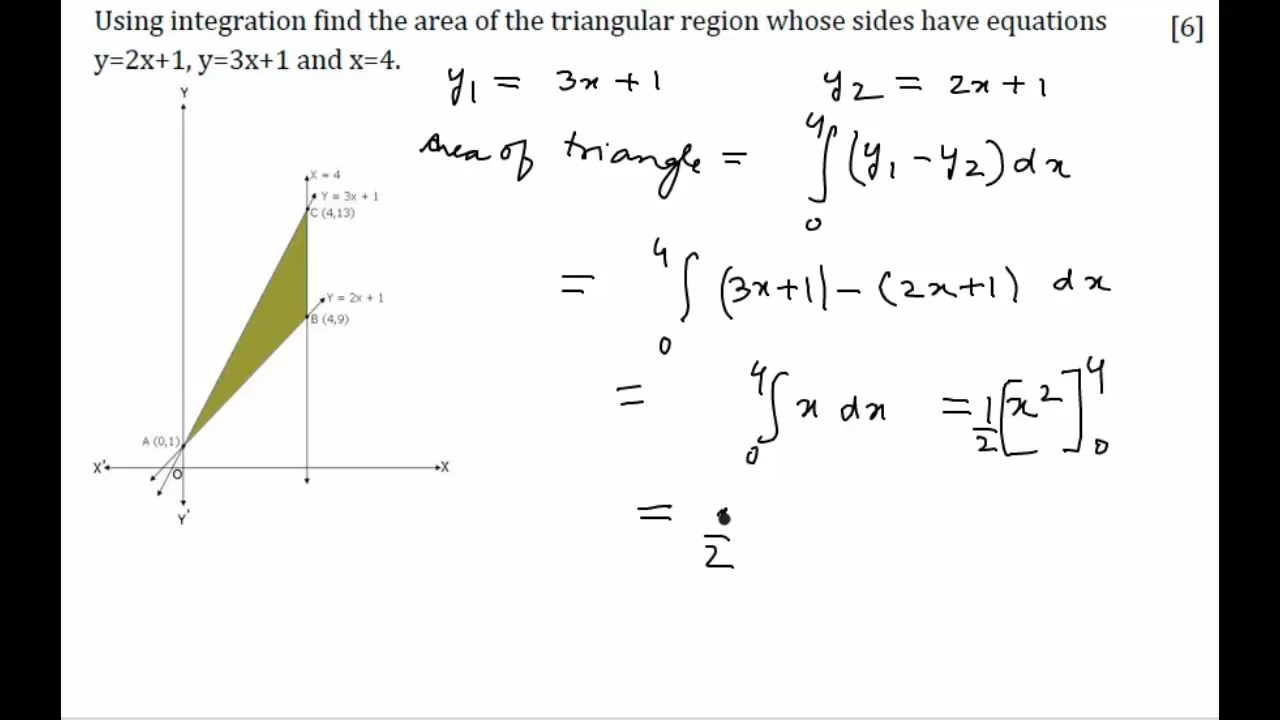 Using integration find the area of the triangular region whose sides have equations [6]
y=2x+1, y=3x+1 and x=4.
y₁ = 3x + 1 y₂ = 2x + 1
Area of triangle = ∫₀⁴ (y₁ − y₂) dx
= ∫₀⁴ (3x+1) − (2x+1) dx
= ∫₀⁴ x dx = 1/2 [x²]₀⁴
= /2
Y
X = 4
Y = 3x + 1
C (4,13)
Y = 2x + 1
B (4,9)
A (0,1)
X' O X
Y'